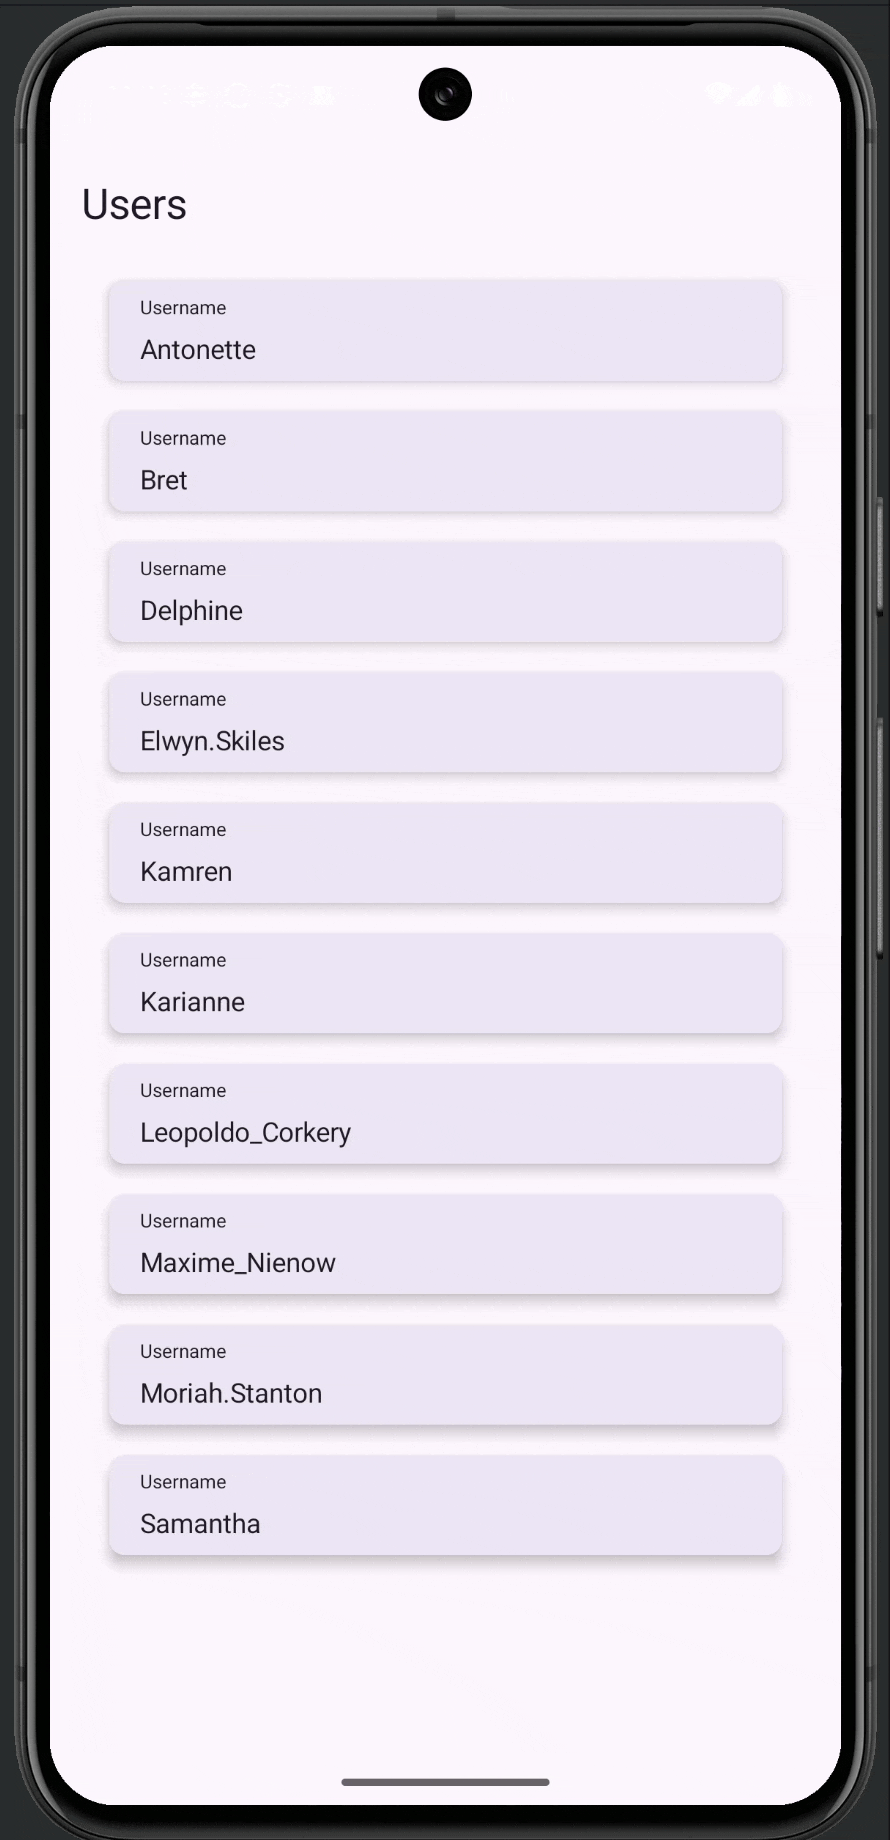 Users
Username
Antonette
Username
Bret
Username
Delphine
Username
Elwyn.Skiles
Username
Kamren
Username
Karianne
Username
Leopoldo_Corkery
Username
Maxime_Nienow
Username
Moriah.Stanton
Username
Samantha